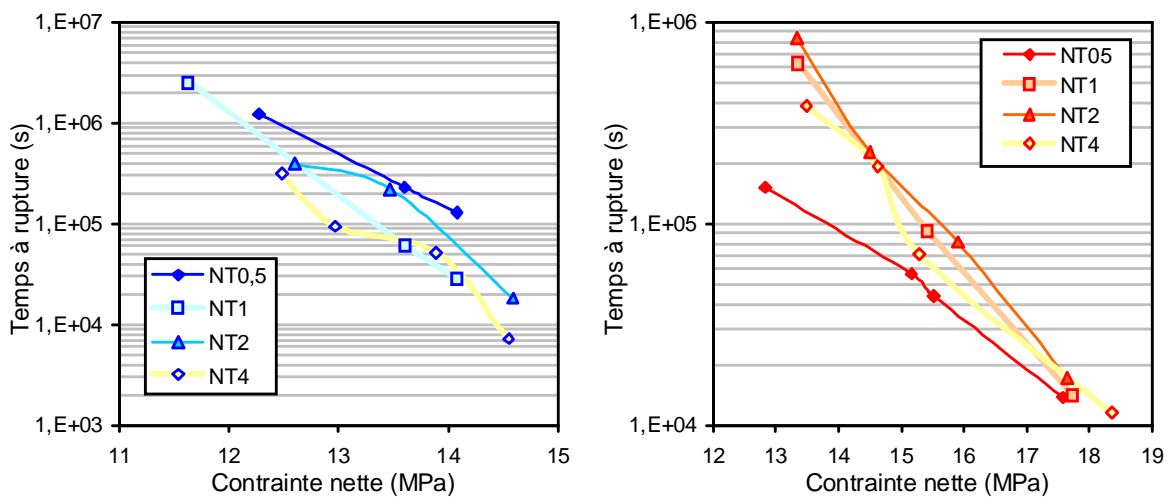 1,E+07
1,E+06
1,E+05
1,E+04
1,E+03
Temps à rupture (s)
NT0,5
NT1
NT2
NT4
11 12 13 14 15
Contrainte nette (MPa)
1,E+06
1,E+05
1,E+04
Temps à rupture (s)
NT05
NT1
NT2
NT4
12 13 14 15 16 17 18 19
Contrainte nette (MPa)